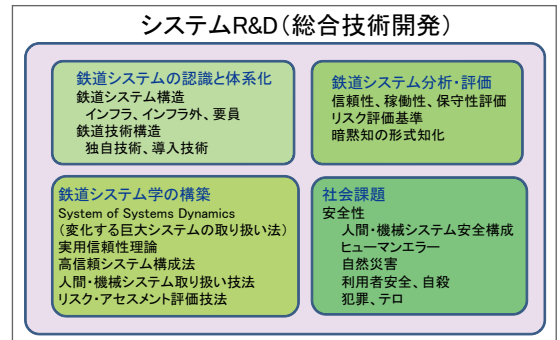 システムR&D(総合技術開発)
鉄道システムの認識と体系化
鉄道システム構造
インフラ、インフラ外、要員
鉄道技術構造
独自技術、導入技術
鉄道システム分析・評価
信頼性、稼働性、保守性評価
リスク評価基準
暗黙知の形式知化
鉄道システム学の構築
System of Systems Dynamics
(変化する巨大システムの取り扱い法)
実用信頼性理論
高信頼システム構成法
人間・機械システム取り扱い技法
リスク・アセスメント評価技法
社会課題
安全性
人間・機械システム安全構成
ヒューマンエラー
自然災害
利用者安全、自殺
犯罪、テロ